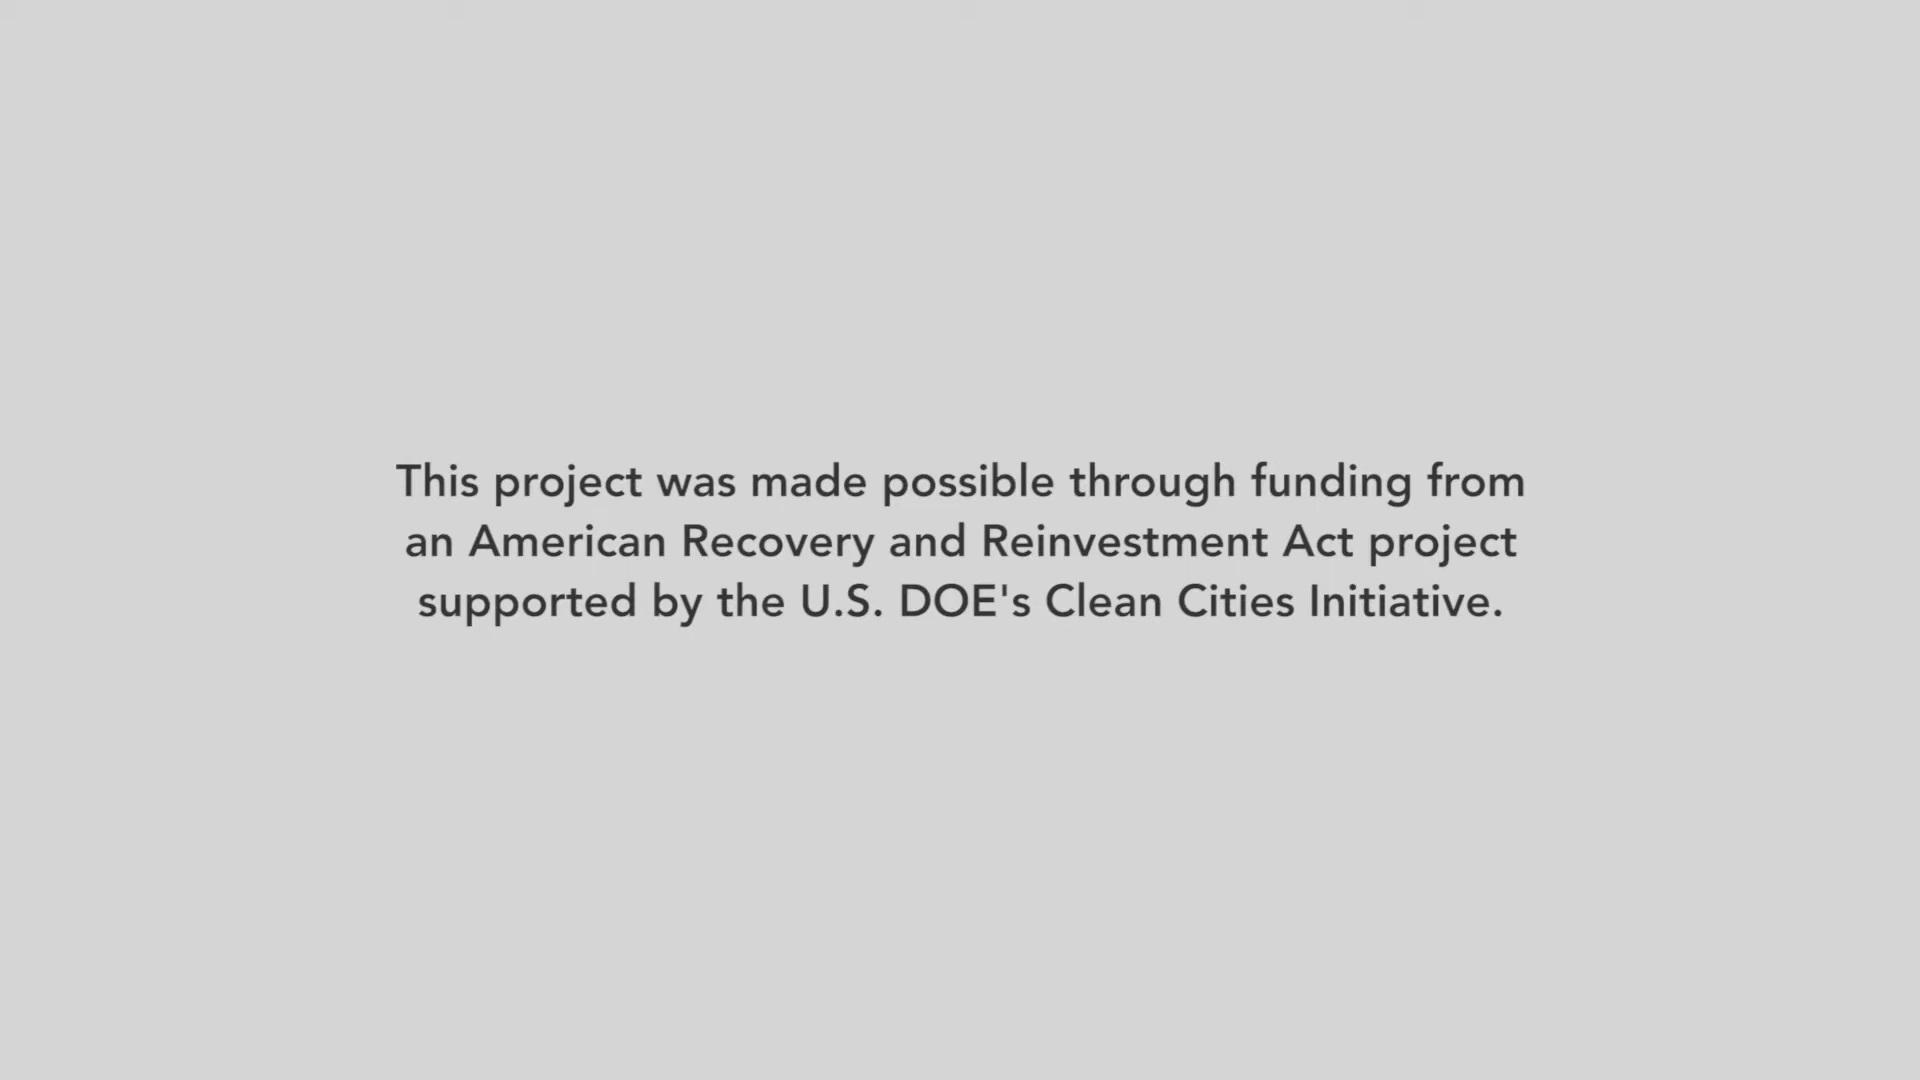 This project was made possible through funding from
an American Recovery and Reinvestment Act project
supported by the U.S. DOE's Clean Cities Initiative.